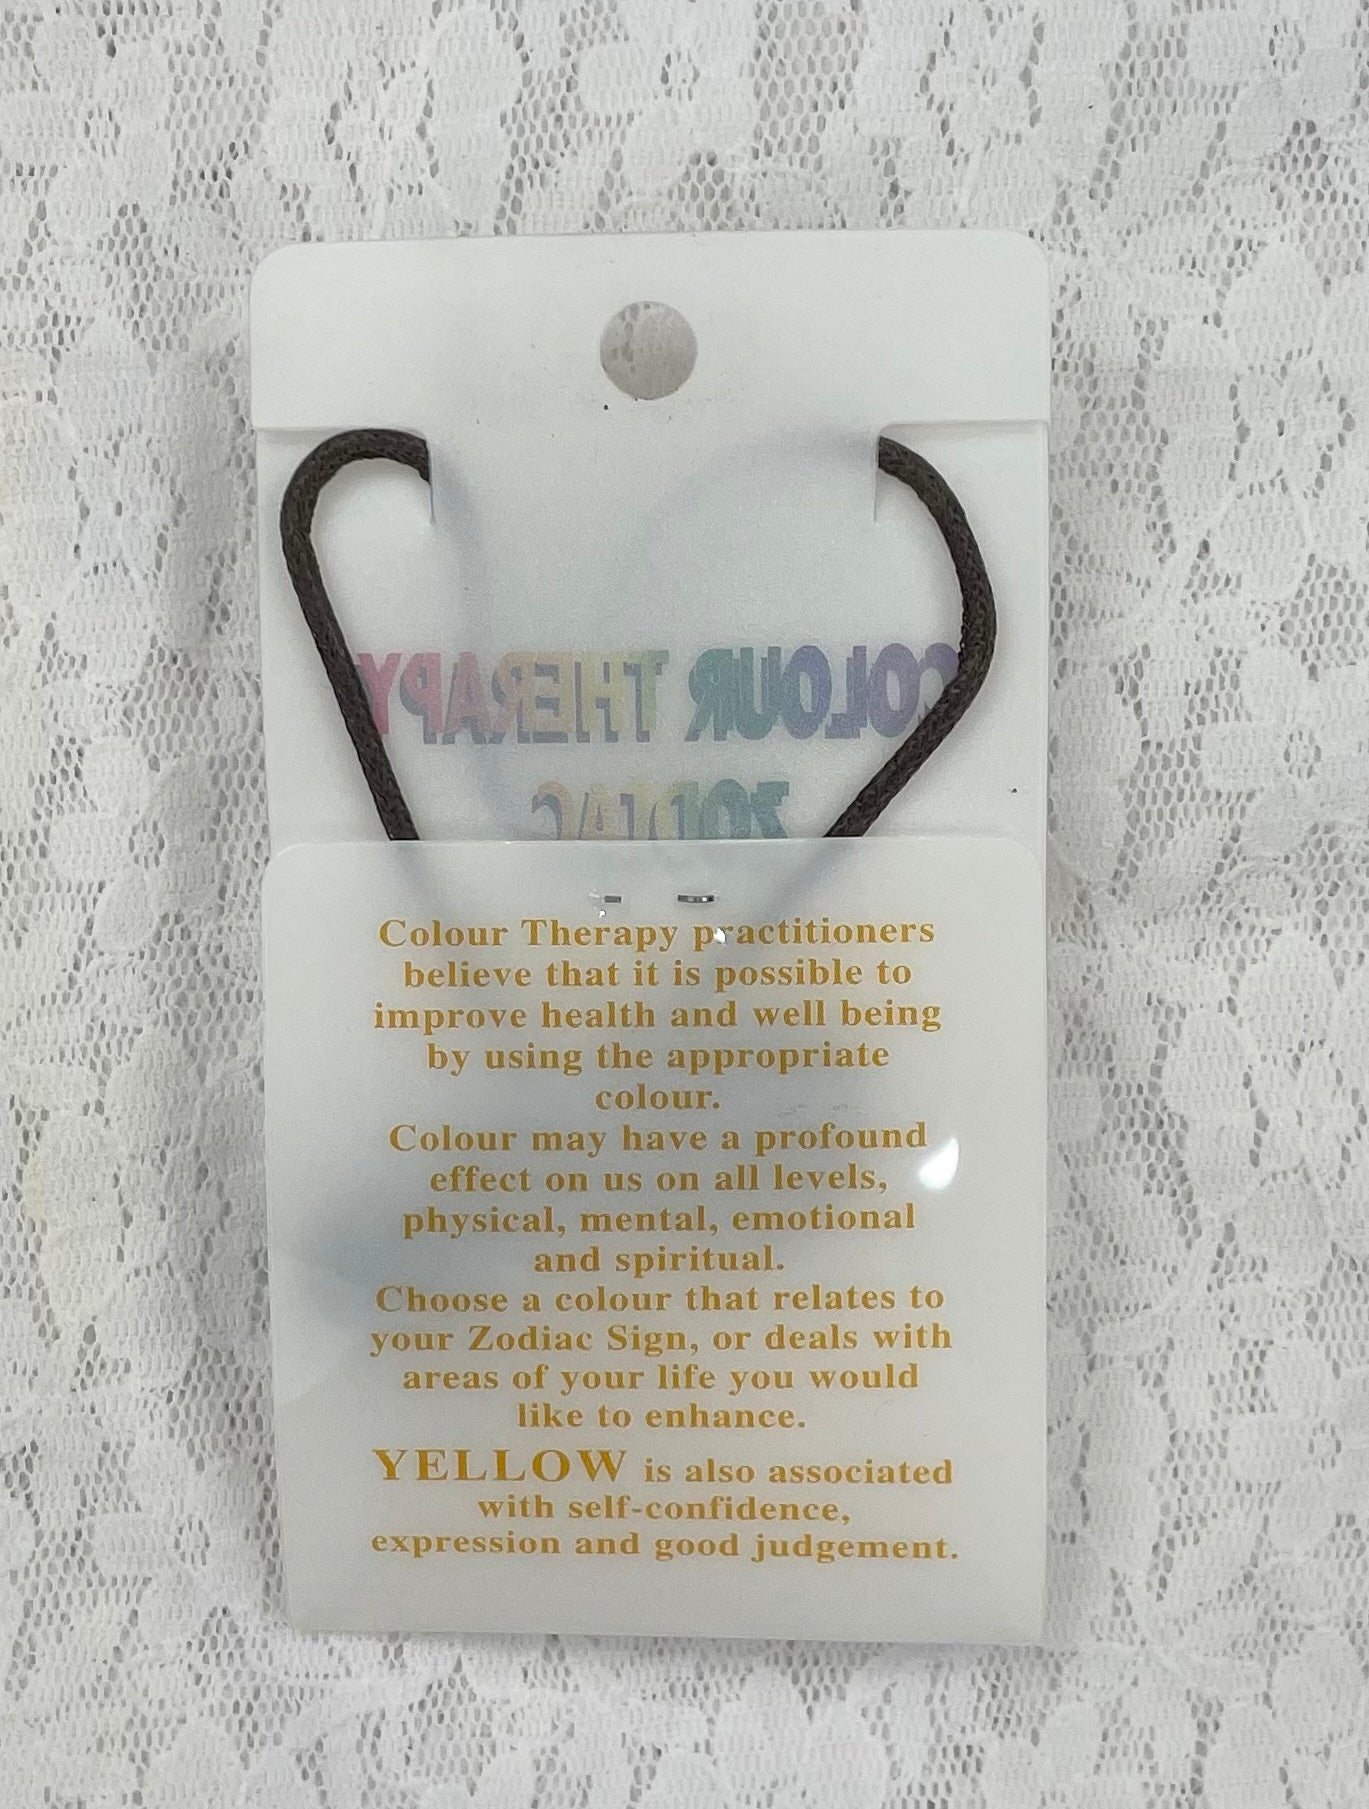 COLOUR THERAPY
ZODIAC
Colour Therapy practitioners
believe that it is possible to
improve health and well being
by using the appropriate
colour.
Colour may have a profound
effect on us on all levels,
physical, mental, emotional
and spiritual.
Choose a colour that relates to
your Zodiac Sign, or deals with
areas of your life you would
like to enhance.
YELLOW is also associated
with self-confidence,
expression and good judgement.